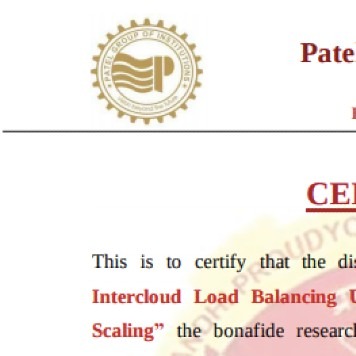 PATEL GROUP OF INSTITUTIONS
Pate
CE
This is to certify that the di
Intercloud Load Balancing
Scaling” the bonafide researc